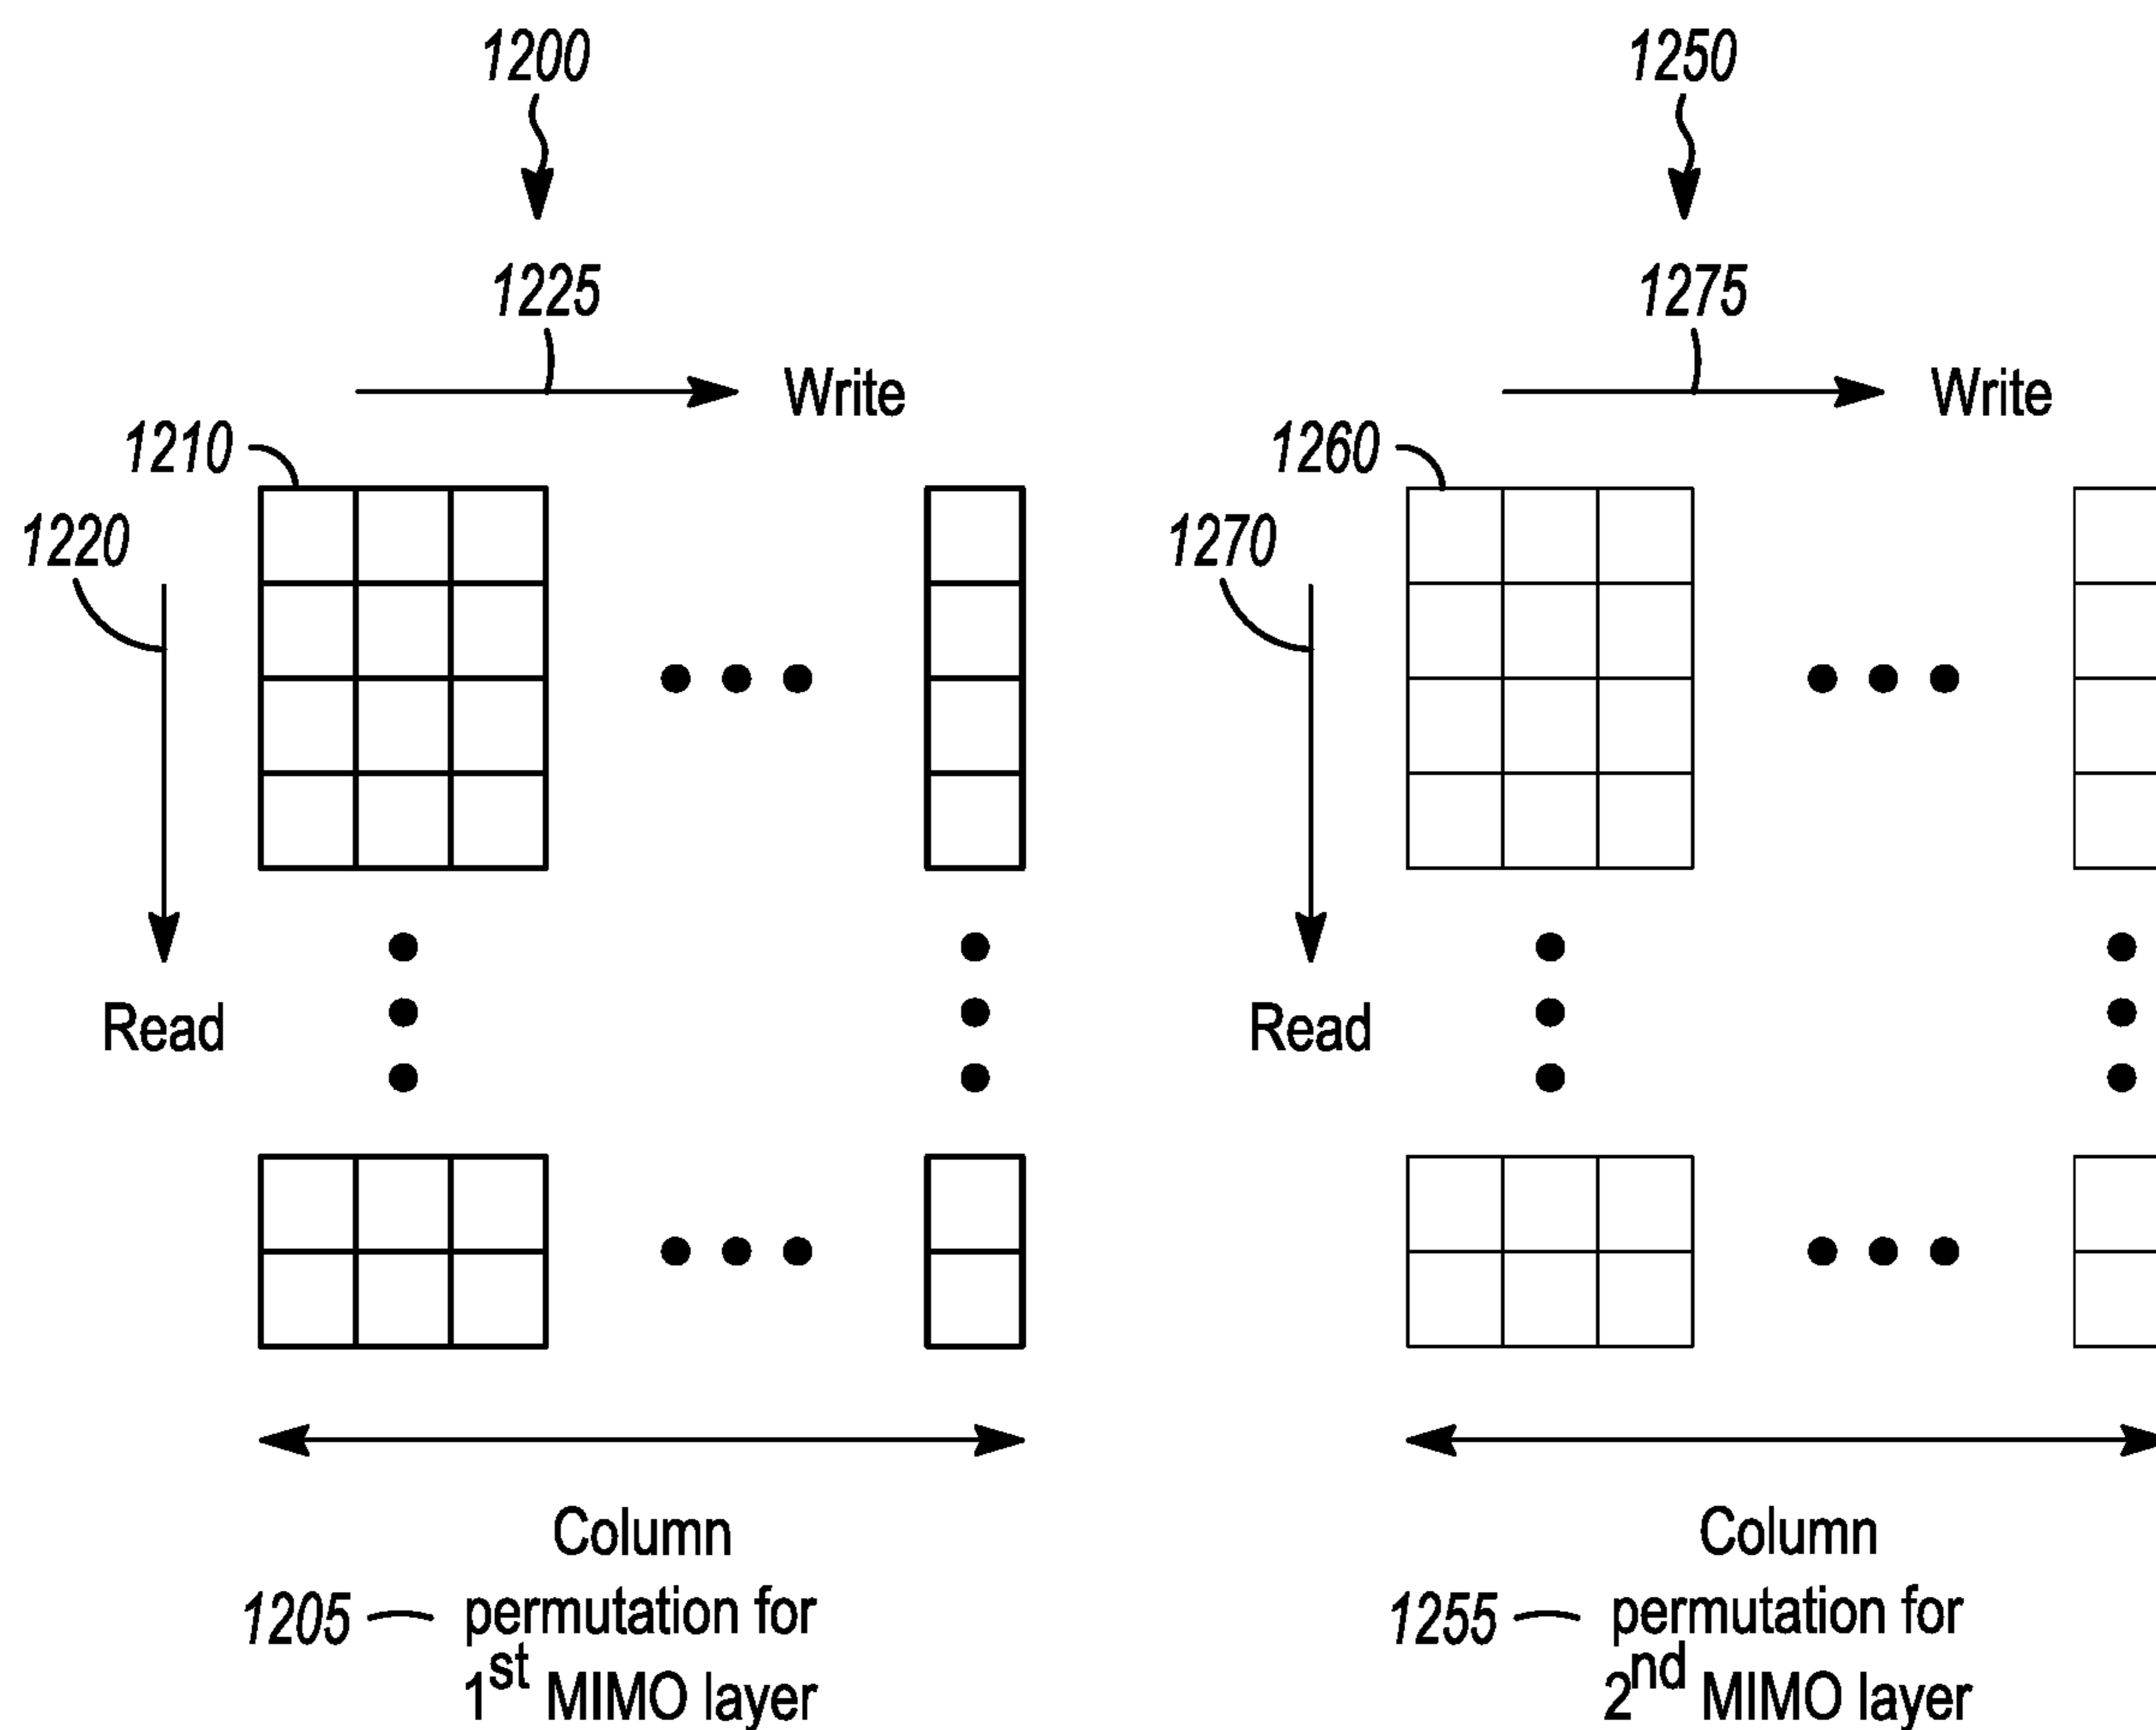 1200
1225
Write
1210
1220
Read
Column
1205 permutation for
1st MIMO layer
1250
1275
Write
1260
1270
Read
Column
1255 permutation for
2nd MIMO layer